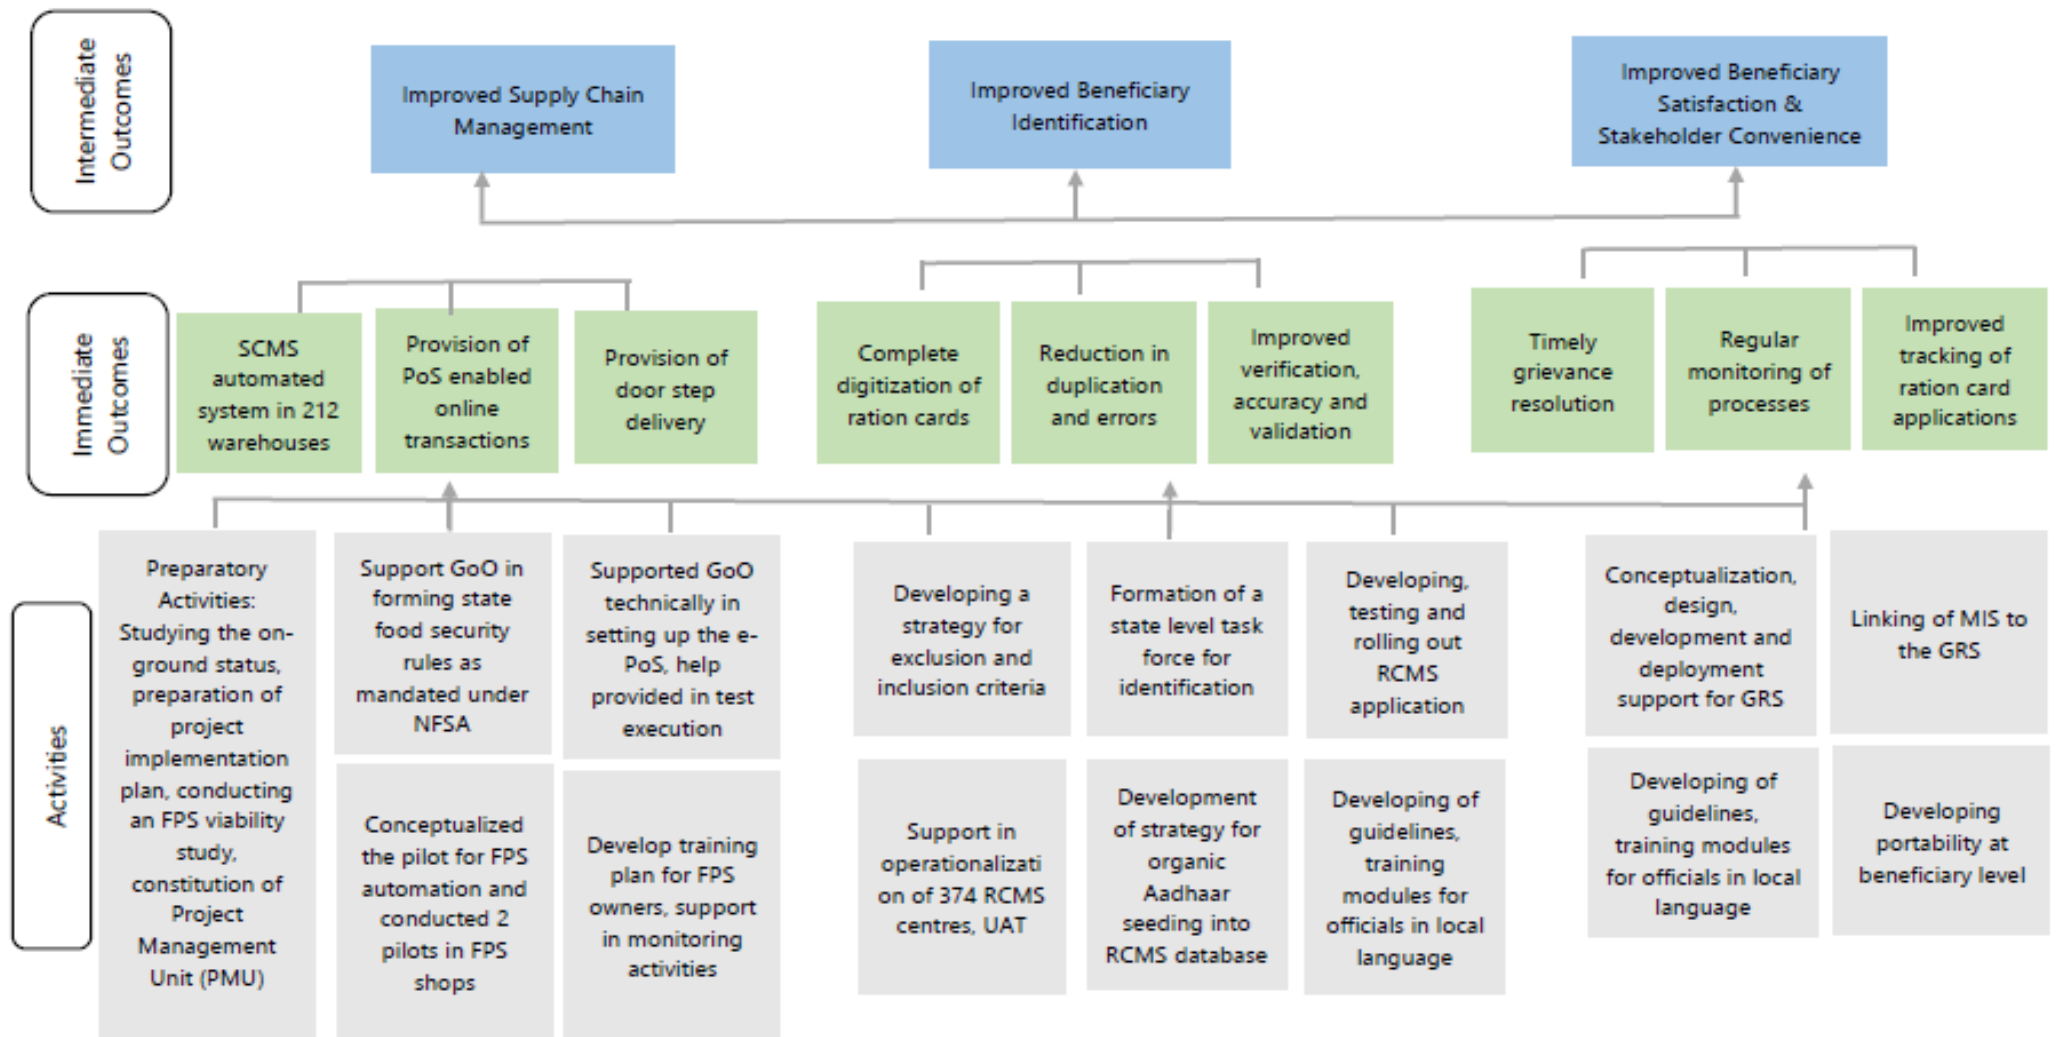 Intermediate
Outcomes
Improved Supply Chain
Management
Improved Beneficiary
Identification
Improved Beneficiary
Satisfaction &
Stakeholder Convenience
Immediate
Outcomes
SCMS
automated
system in 212
warehouses
Provision of
PoS enabled
online
transactions
Provision of
door step
delivery
Complete
digitization of
ration cards
Reduction in
duplication
and errors
Improved
verification,
accuracy and
validation
Timely
grievance
resolution
Regular
monitoring of
processes
Improved
tracking of
ration card
applications
Activities
Preparatory
Activities:
Studying the on-
ground status,
preparation of
project
implementation
plan, conducting
an FPS viability
study,
constitution of
Project
Management
Unit (PMU)
Support GoO in
forming state
food security
rules as
mandated under
NFSA
Supported GoO
technically in
setting up the e-
PoS, help
provided in test
execution
Developing a
strategy for
exclusion and
inclusion criteria
Formation of a
state level task
force for
identification
Developing,
testing and
rolling out
RCMS
application
Conceptualization,
design,
development and
deployment
support for GRS
Linking of MIS to
the GRS
Conceptualized
the pilot for FPS
automation and
conducted 2
pilots in FPS
shops
Develop training
plan for FPS
owners, support
in monitoring
activities
Support in
operationalizati
on of 374 RCMS
centres, UAT
Development
of strategy for
organic
Aadhaar
seeding into
RCMS database
Developing of
guidelines,
training
modules for
officials in local
language
Developing of
guidelines,
training modules
for officials in local
language
Developing
portability at
beneficiary level